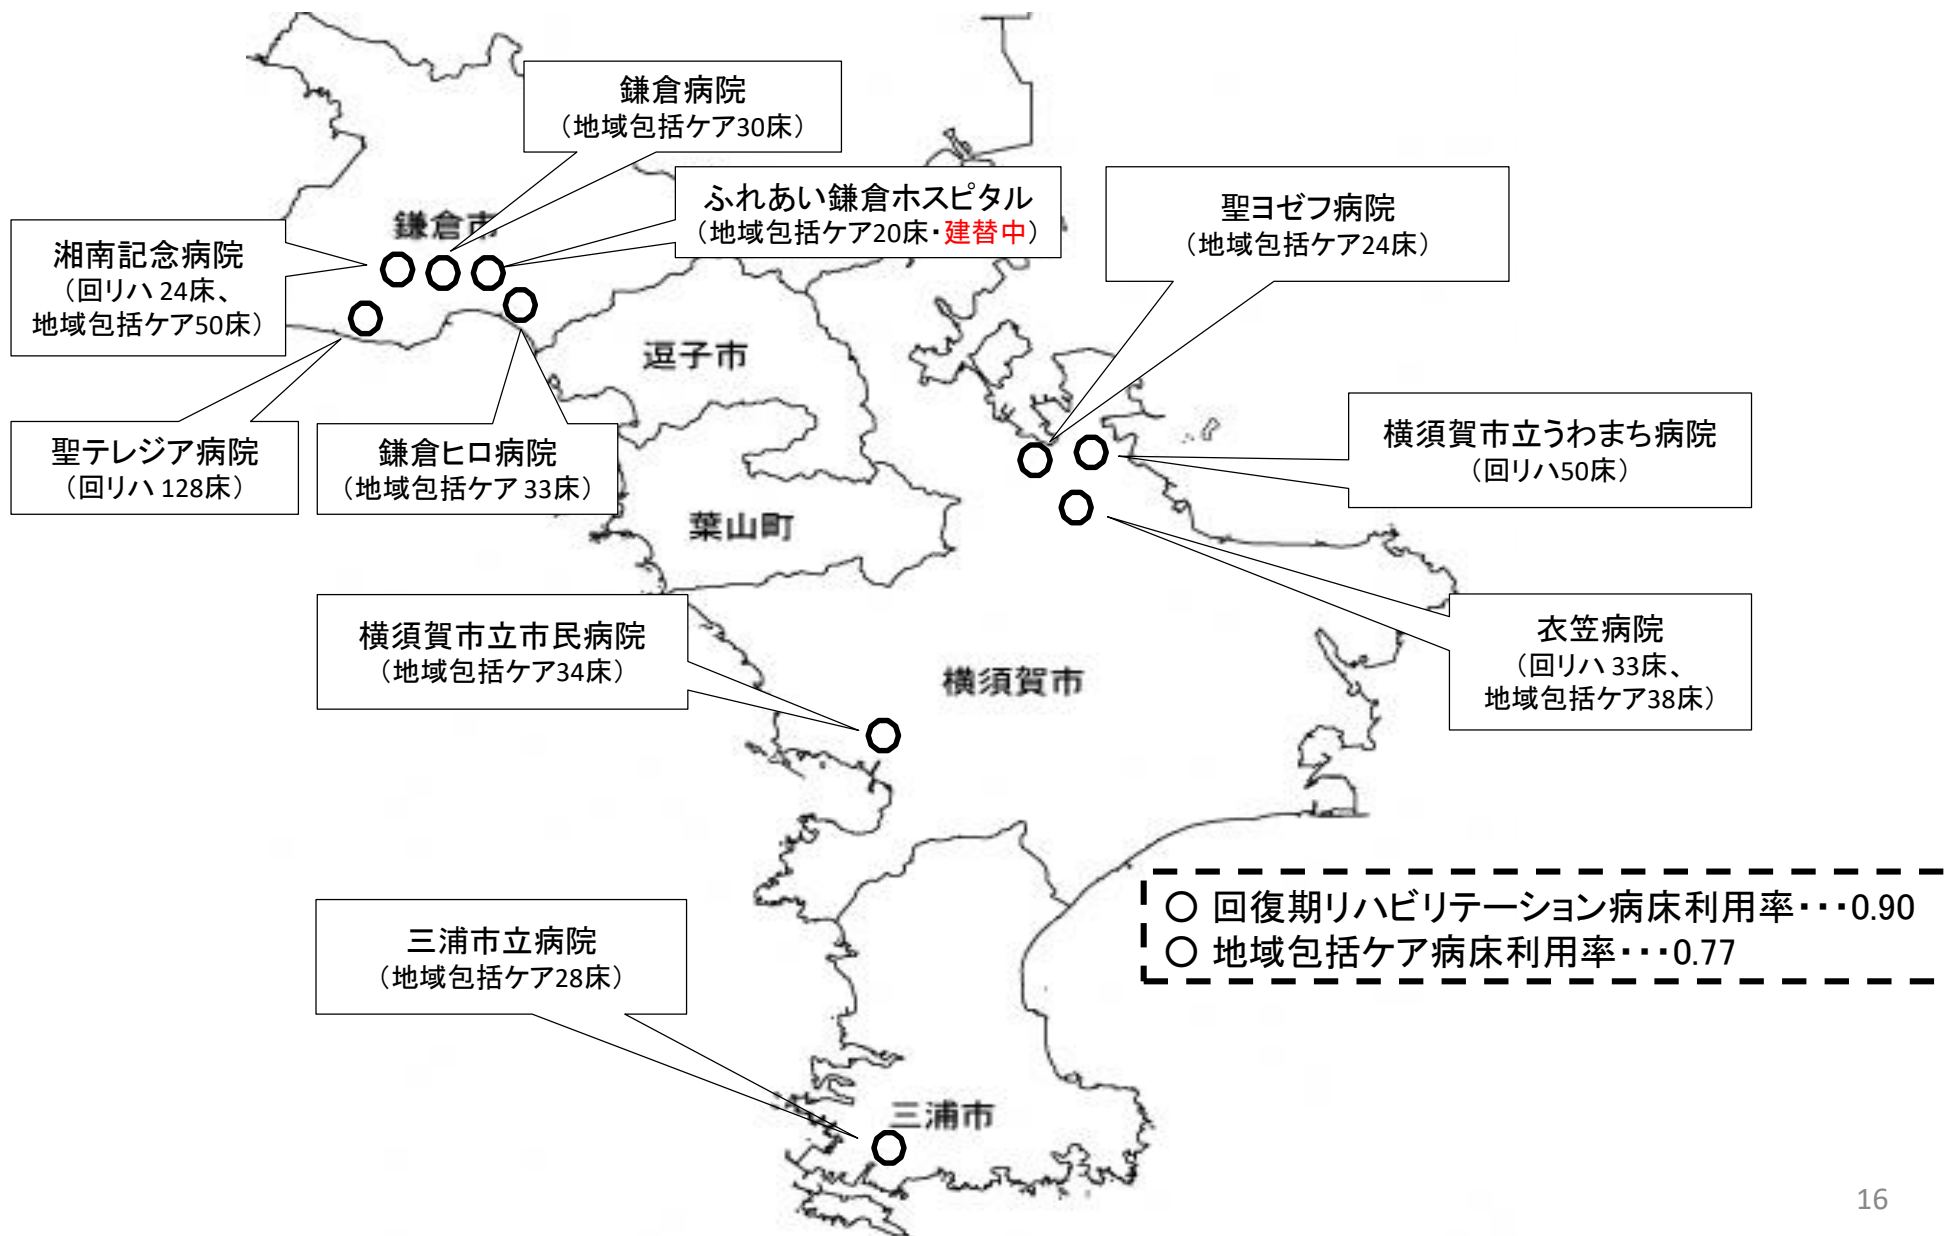 鎌倉病院
（地域包括ケア30床）
ふれあい鎌倉ホスピタル
（地域包括ケア20床・建替中）
聖ヨゼフ病院
（地域包括ケア24床）
鎌倉市
湘南記念病院
（回リハ 24床、
地域包括ケア50床）
逗子市
聖テレジア病院
（回リハ 128床）
鎌倉ヒロ病院
（地域包括ケア 33床）
横須賀市立うわまち病院
（回リハ50床）
葉山町
横須賀市立市民病院
（地域包括ケア34床）
横須賀市
衣笠病院
（回リハ 33床、
地域包括ケア38床）
○ 回復期リハビリテーション病床利用率･･･0.90
○ 地域包括ケア病床利用率･･･0.77
三浦市立病院
（地域包括ケア28床）
三浦市
16